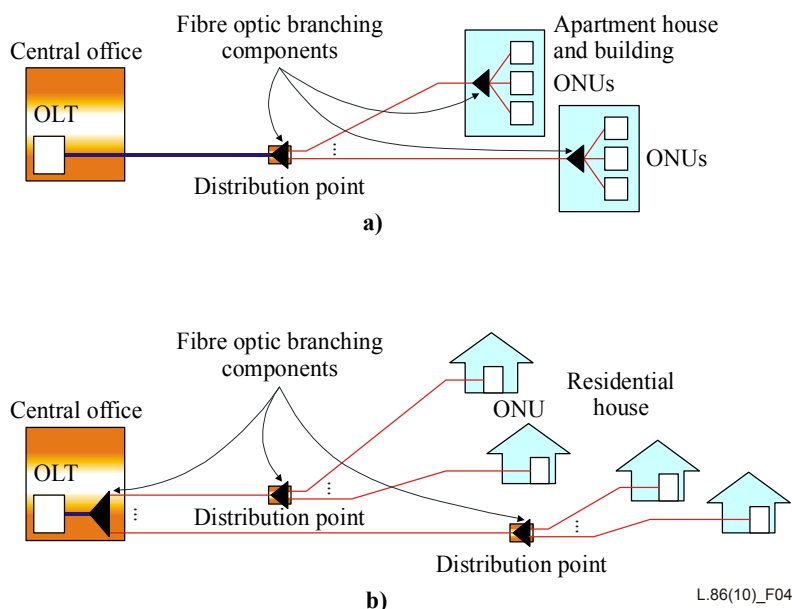 Fibre optic branching
components
Apartment house
and building
Central office
OLT
ONUs
ONUs
...
Distribution point
a)
Fibre optic branching
components
Central office
OLT
ONU
Residential
house
...
...
...
Distribution point
Distribution point
b)
L.86(10)_F04